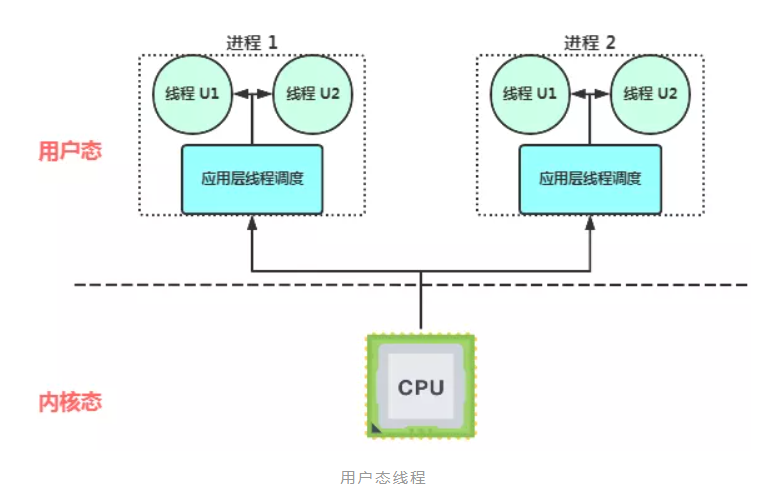 进程 1
进程 2
线程 U1
线程 U2
线程 U1
线程 U2
用户态
应用层线程调度
应用层线程调度
CPU
内核态
用户态线程